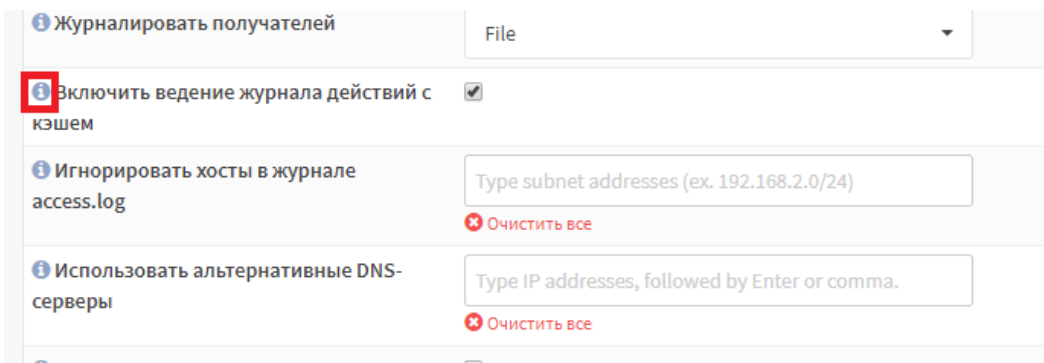 Журналировать получателей
File
Включить ведение журнала действий с
кэшем
Игнорировать хосты в журнале
access.log
Type subnet addresses (ex. 192.168.2.0/24)
Очистить все
Использовать альтернативные DNS-
серверы
Type IP addresses, followed by Enter or comma.
Очистить все